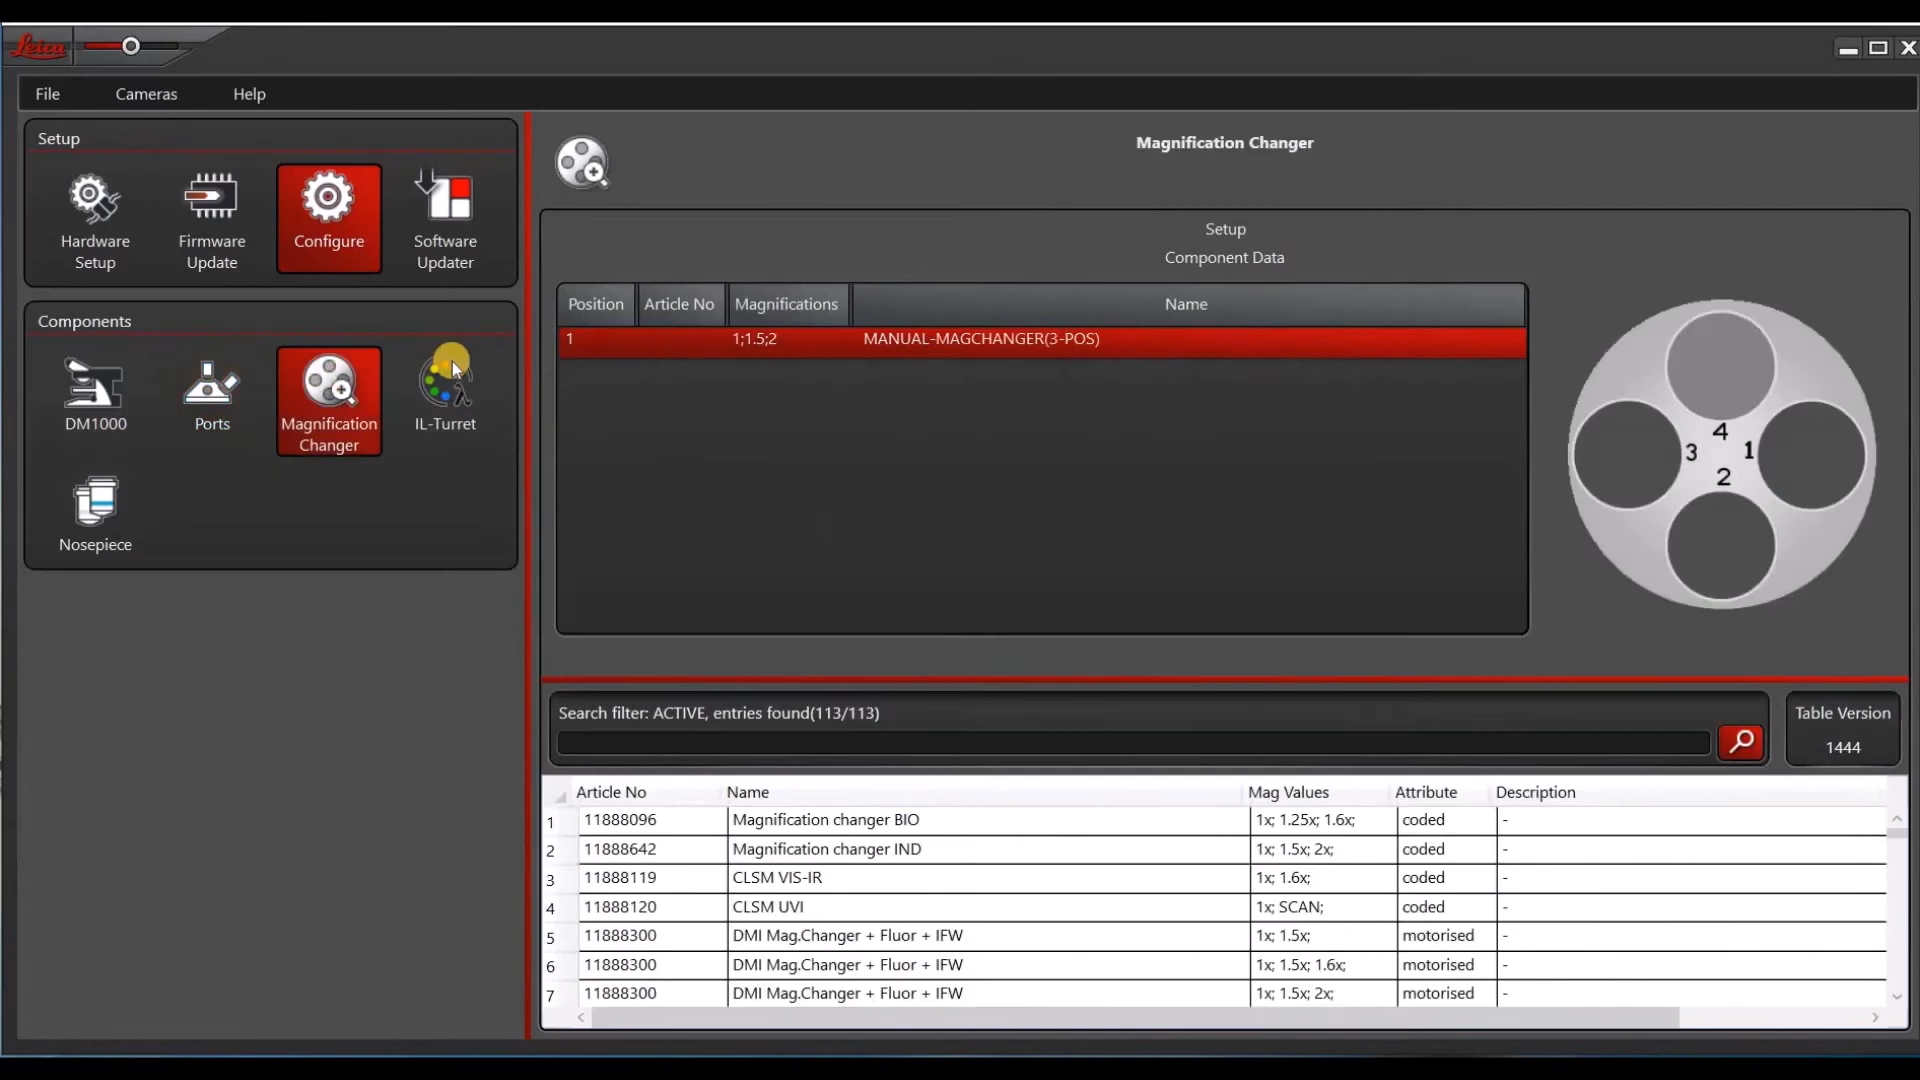 Leica
File Cameras Help
Setup
Hardware Setup
Firmware Update
Configure
Software Updater
Components
DM1000
Ports
Magnification Changer
IL-Turret
Nosepiece
Magnification Changer
Setup
Component Data
Position Article No Magnifications Name
1 1;1.5;2 MANUAL-MAGCHANGER(3-POS)
4
3 1
2
Search filter: ACTIVE, entries found(113/113)
Table Version
1444
Article No Name Mag Values Attribute Description
1 11888096 Magnification changer BIO 1x; 1.25x; 1.6x; coded -
2 11888642 Magnification changer IND 1x; 1.5x; 2x; coded -
3 11888119 CLSM VIS-IR 1x; 1.6x; coded -
4 11888120 CLSM UVI 1x; SCAN; coded -
5 11888300 DMI Mag.Changer + Fluor + IFW 1x; 1.5x; motorised -
6 11888300 DMI Mag.Changer + Fluor + IFW 1x; 1.5x; 1.6x; motorised -
7 11888300 DMI Mag.Changer + Fluor + IFW 1x; 1.5x; 2x; motorised -